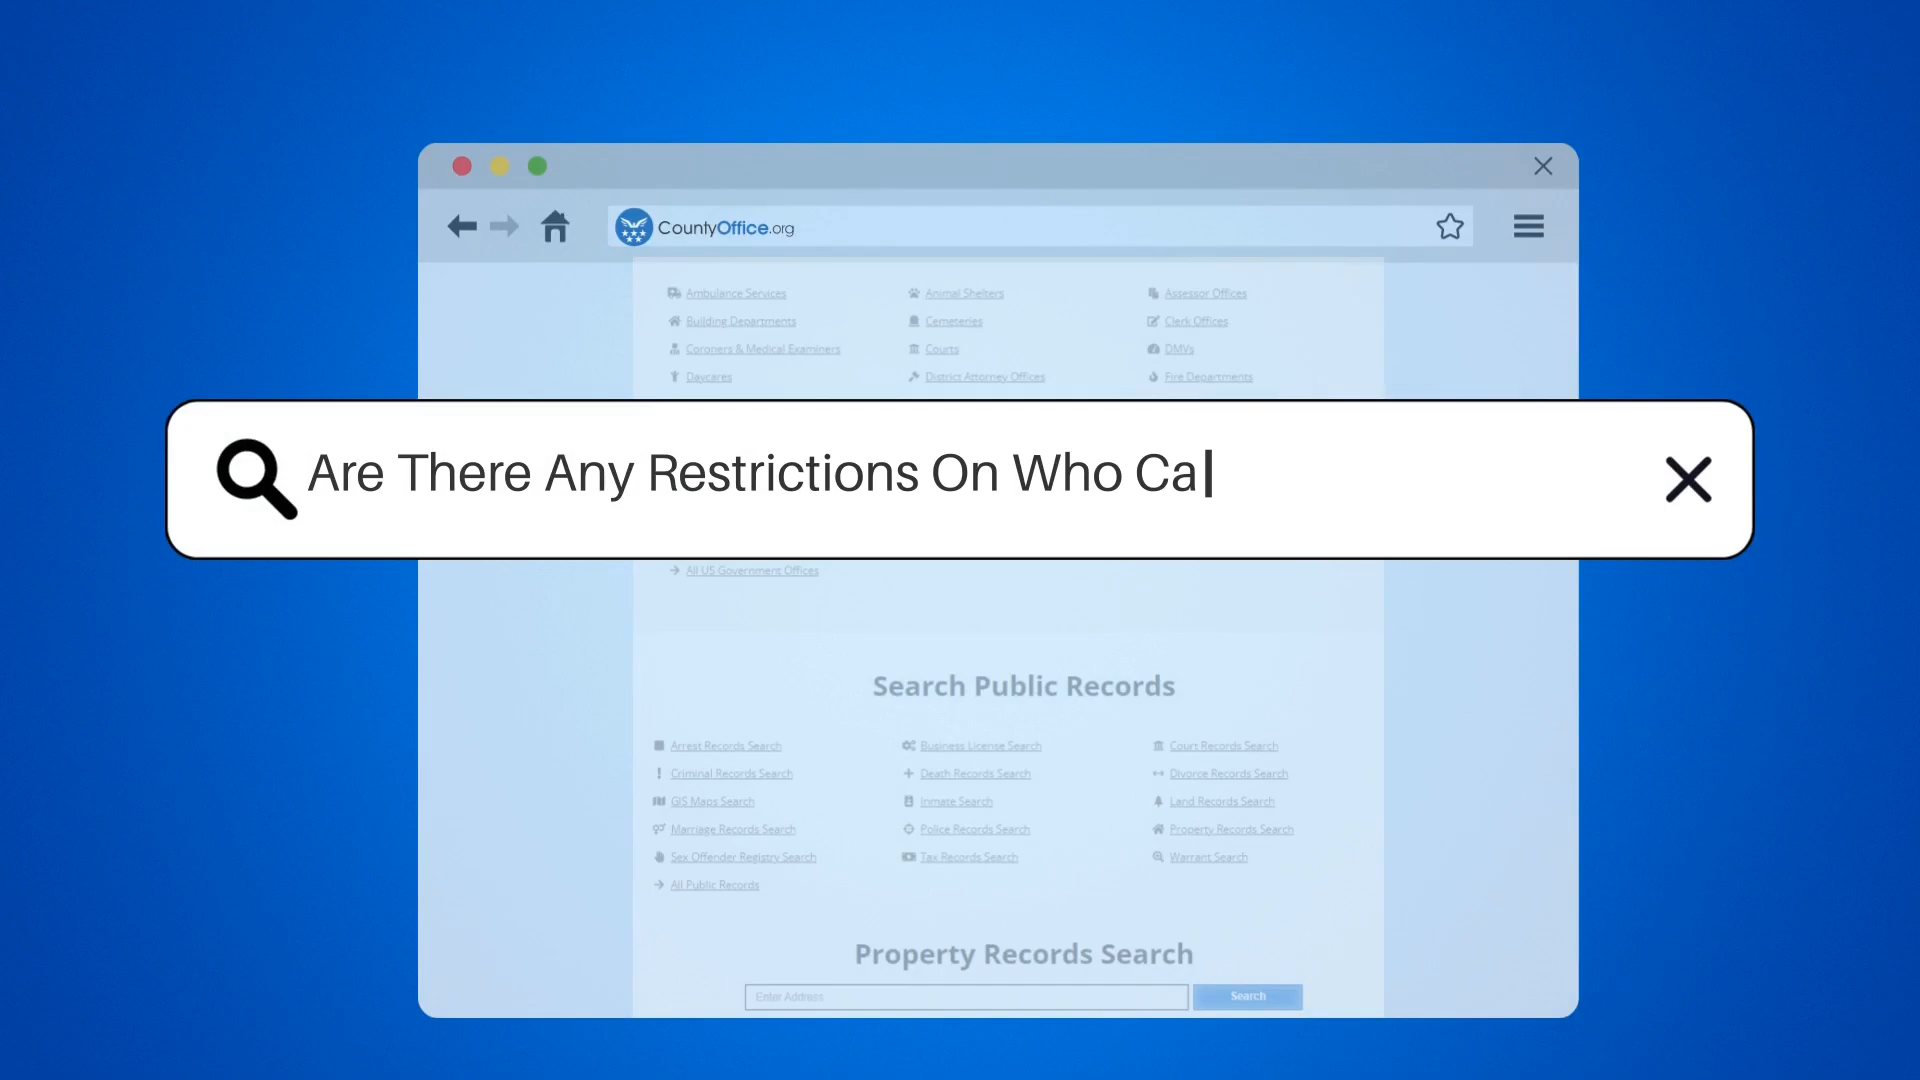 CountyOffice.org
Ambulance Services Animal Shelters Assessor Offices
Building Departments Cemeteries Clerk Offices
Coroners & Medical Examiners Courts DMVs
Daycares District Attorney Offices Fire Departments
Are There Any Restrictions On Who Ca
All US Government Offices
Search Public Records
Arrest Records Search Business License Search Court Records Search
Criminal Records Search Death Records Search Divorce Records Search
GIS Maps Search Inmate Search Land Records Search
Marriage Records Search Police Records Search Property Records Search
Sex Offender Registry Search Tax Records Search Warrant Search
All Public Records
Property Records Search
Enter Address Search